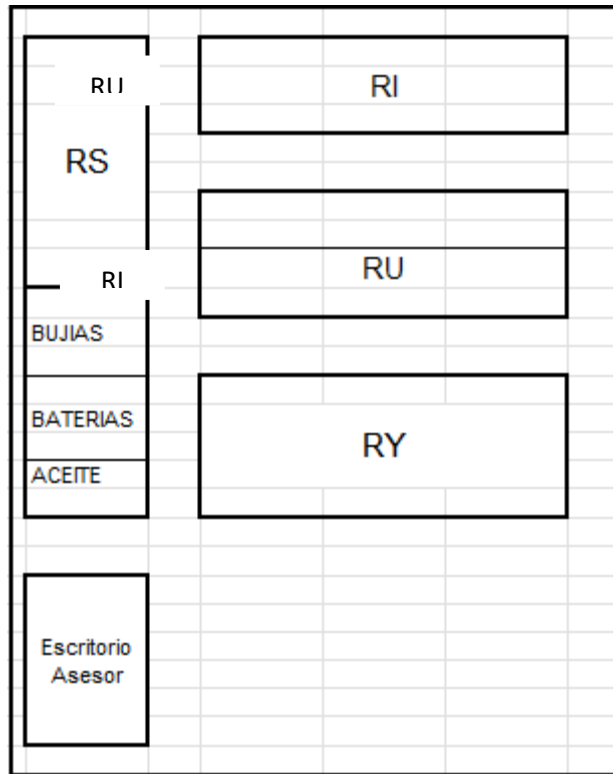 RU
RS
RI
BUJIAS
BATERIAS
ACEITE
Escritorio
Asesor
RI
RU
RY